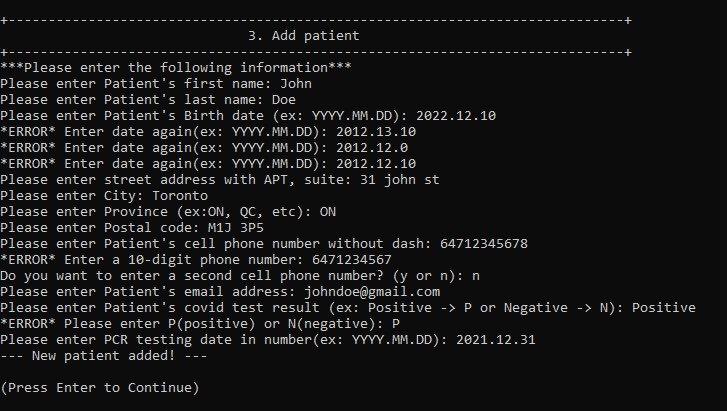 +-----------------------------------------------------------------------------+
3. Add patient
+-----------------------------------------------------------------------------+
***Please enter the following information***
Please enter Patient's first name: John
Please enter Patient's last name: Doe
Please enter Patient's Birth date (ex: YYYY.MM.DD): 2022.12.10
*ERROR* Enter date again(ex: YYYY.MM.DD): 2012.13.10
*ERROR* Enter date again(ex: YYYY.MM.DD): 2012.12.0
*ERROR* Enter date again(ex: YYYY.MM.DD): 2012.12.10
Please enter street address with APT, suite: 31 john st
Please enter City: Toronto
Please enter Province (ex:ON, QC, etc): ON
Please enter Postal code: M1J 3P5
Please enter Patient's cell phone number without dash: 64712345678
*ERROR* Enter a 10-digit phone number: 6471234567
Do you want to enter a second cell phone number? (y or n): n
Please enter Patient's email address: johndoe@gmail.com
Please enter Patient's covid test result (ex: Positive -> P or Negative -> N): Positive
*ERROR* Please enter P(positive) or N(negative): P
Please enter PCR testing date in number(ex: YYYY.MM.DD): 2021.12.31
--- New patient added! ---
(Press Enter to Continue)